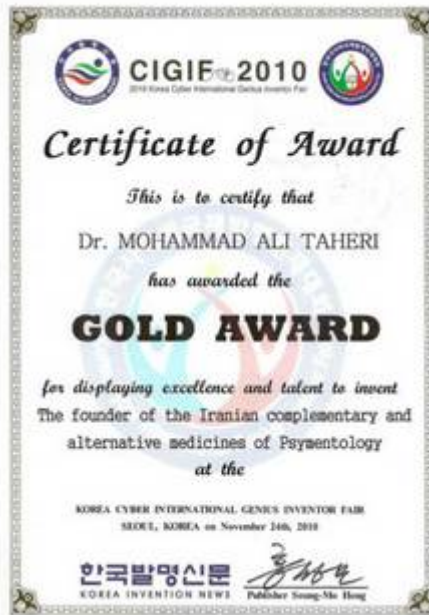 CIGIF 2010
2010 Korea Cyber International Genius Inventor Fair
Certificate of Award
This is to certify that
Dr. MOHAMMAD ALI TAHERI
has awarded the
GOLD AWARD
for displaying excellence and talent to invent
The founder of the Iranian complementary and
alternative medicines of Psymentology
at the
KOREA CYBER INTERNATIONAL GENIUS INVENTOR FAIR
SEOUL, KOREA on November 24th, 2010
한국발명신문
KOREA INVENTION NEWS
Publisher Seung-Mo Hong